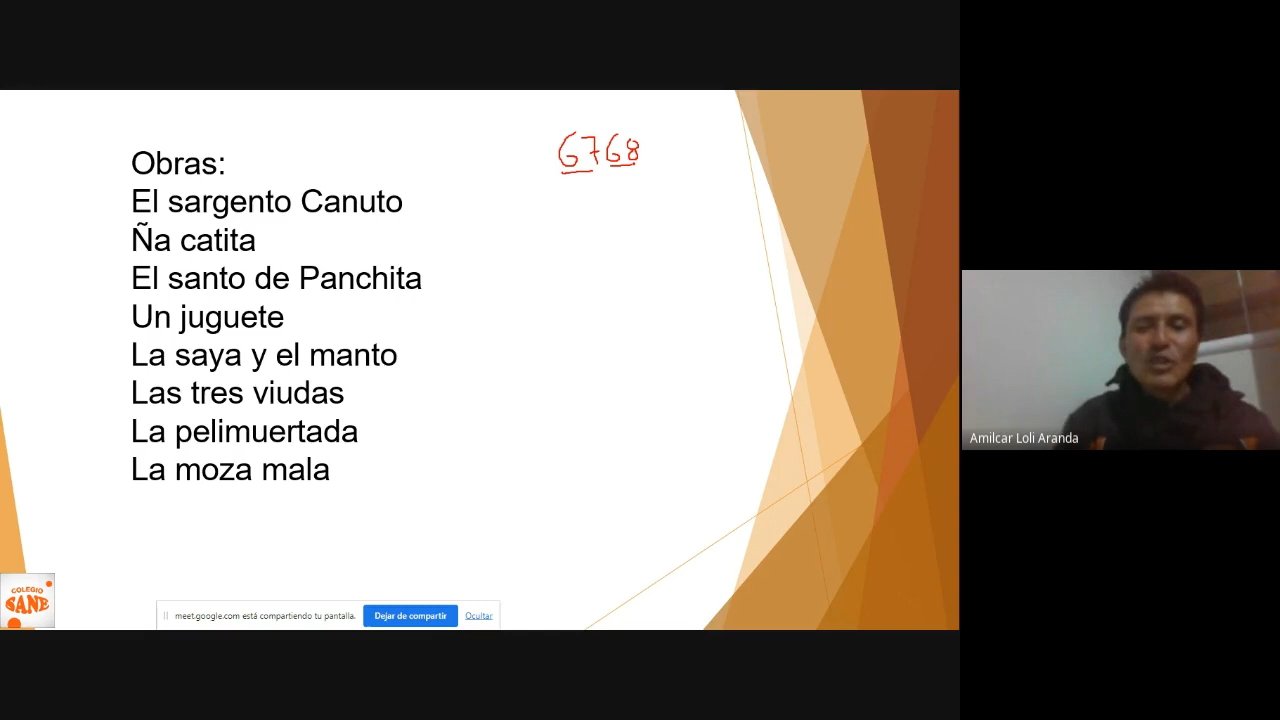 6768
Obras:
El sargento Canuto
Ña catita
El santo de Panchita
Un juguete
La saya y el manto
Las tres viudas
La pelimuertada
La moza mala
Amilcar Loli Aranda
COLEGIO
SANE
meet.google.com está compartiendo tu pantalla. Dejar de compartir Ocultar